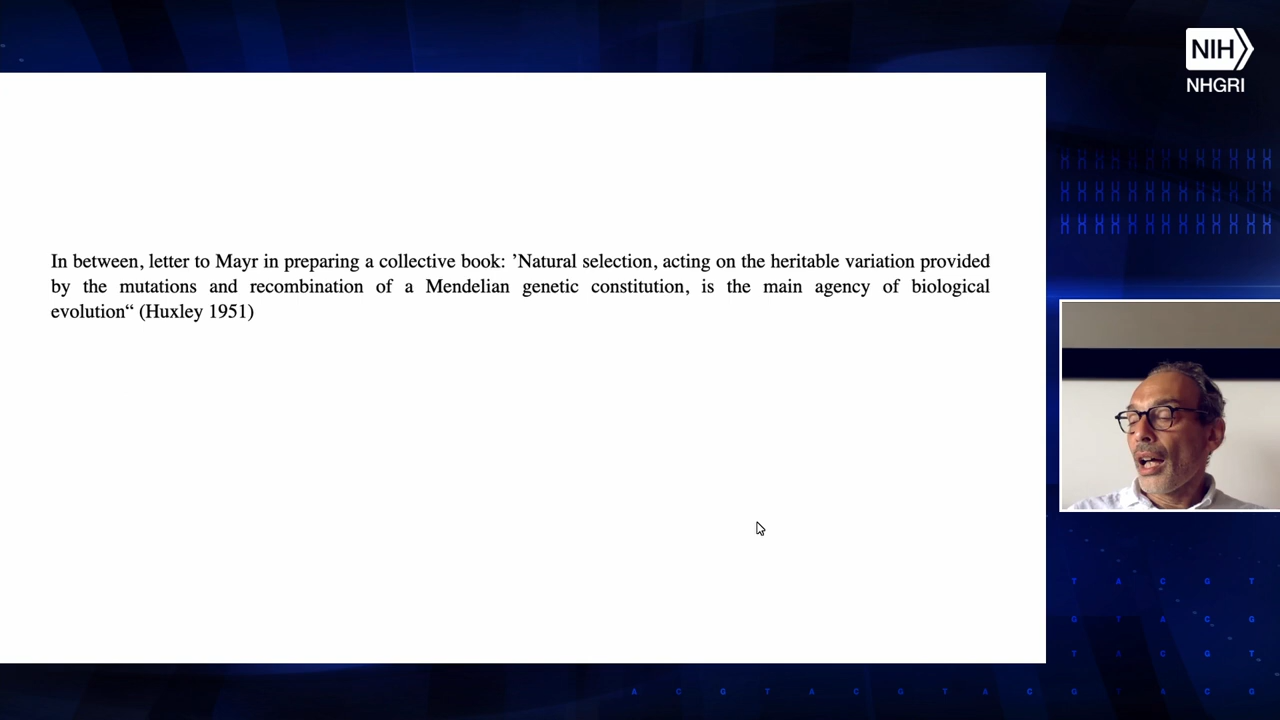 NIH
NHGRI
In between, letter to Mayr in preparing a collective book: ’Natural selection, acting on the heritable variation provided
by the mutations and recombination of a Mendelian genetic constitution, is the main agency of biological
evolution“ (Huxley 1951)
T A C G T
G T A C G
T A C G T
A C G T A C G T A C G T A C G